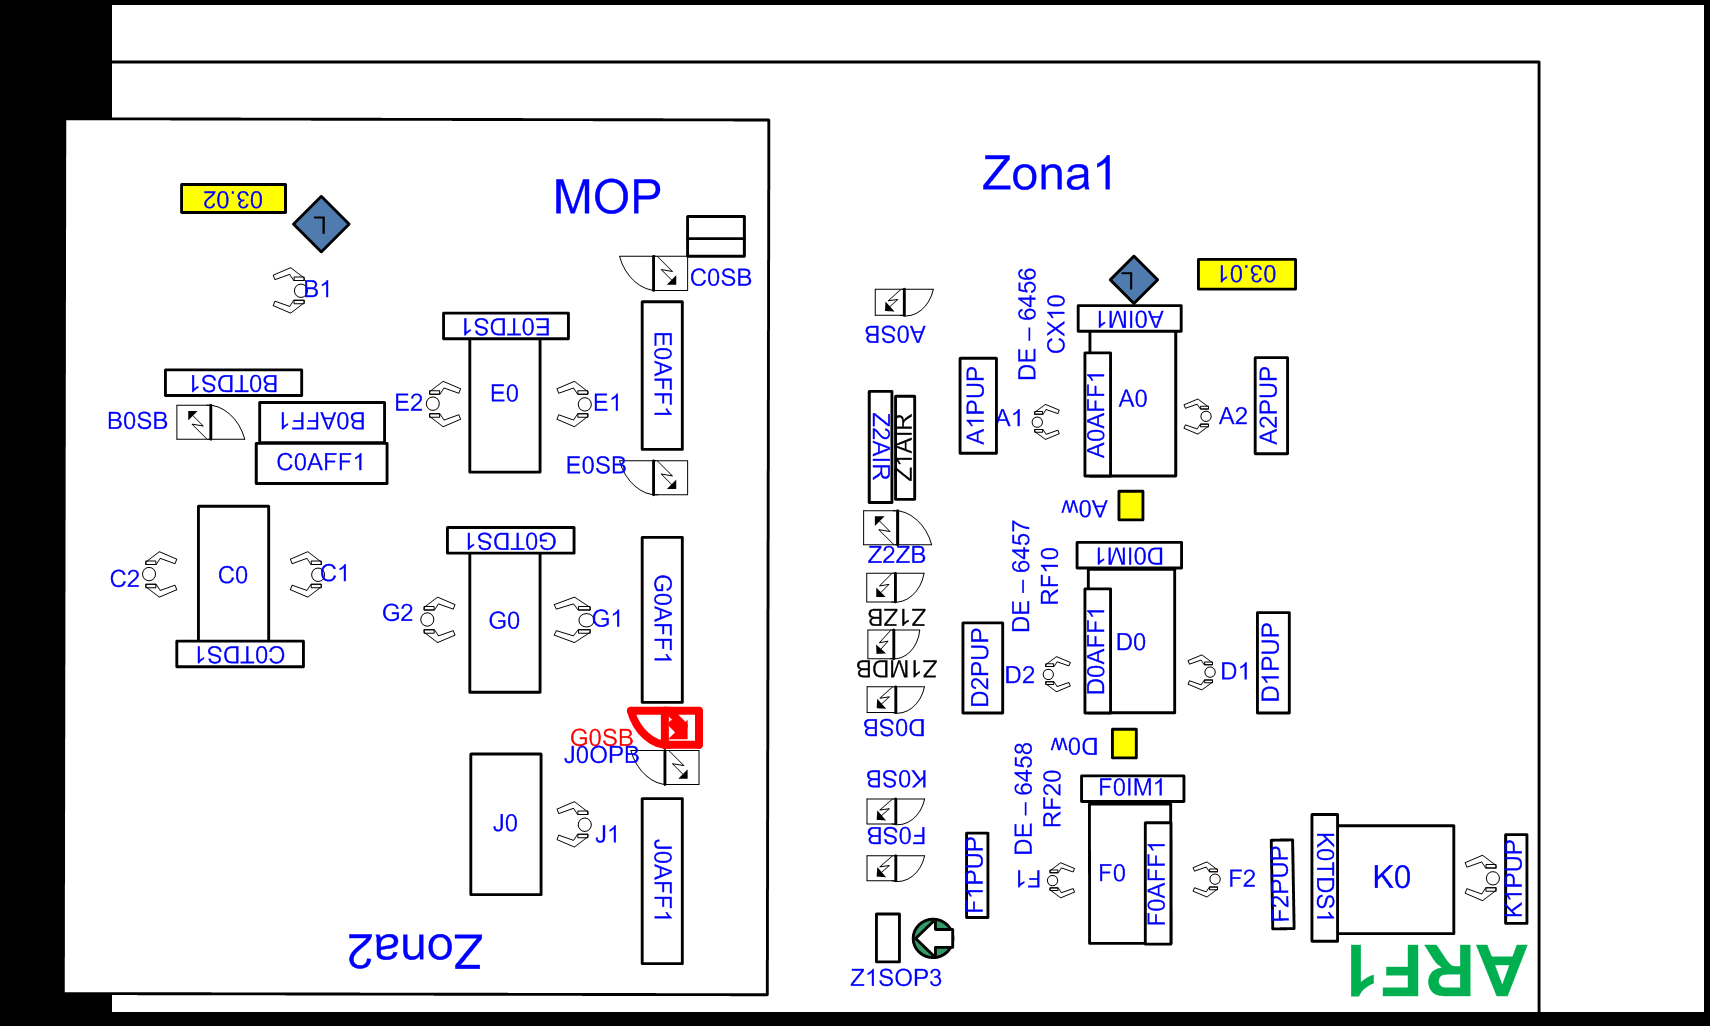 Zona1
MOP
03.02
L
C0SB
B1
DE – 6456
CX10
L
03.01
A0SB
A0IM1
E0TDS1
E0AFF1
B0TDS1
E2
E0
E1
B0SB
B0AFF1
C0AFF1
E0SB
Z2AIR
Z1AIR
A1PUP
A1
A0AFF1
A0
A2
A2PUP
A0w
G0TDS1
Z2ZB
DE – 6457
RF10
D0IM1
C2
C0
C1
G2
G0
G1
G0AFF1
Z1ZB
C0TDS1
Z1MDB
D2PUP
D2
D0AFF1
D0
D1
D1PUP
D0SB
G0SB
J0OPB
D0w
K0SB
DE – 6458
RF20
F0IM1
J0
J1
J0AFF1
F0SB
F1PUP
F1
F0
F0AFF1
F2
F2PUP
K0TDS1
K0
K1PUP
Zona2
Z1SOP3
ARF1